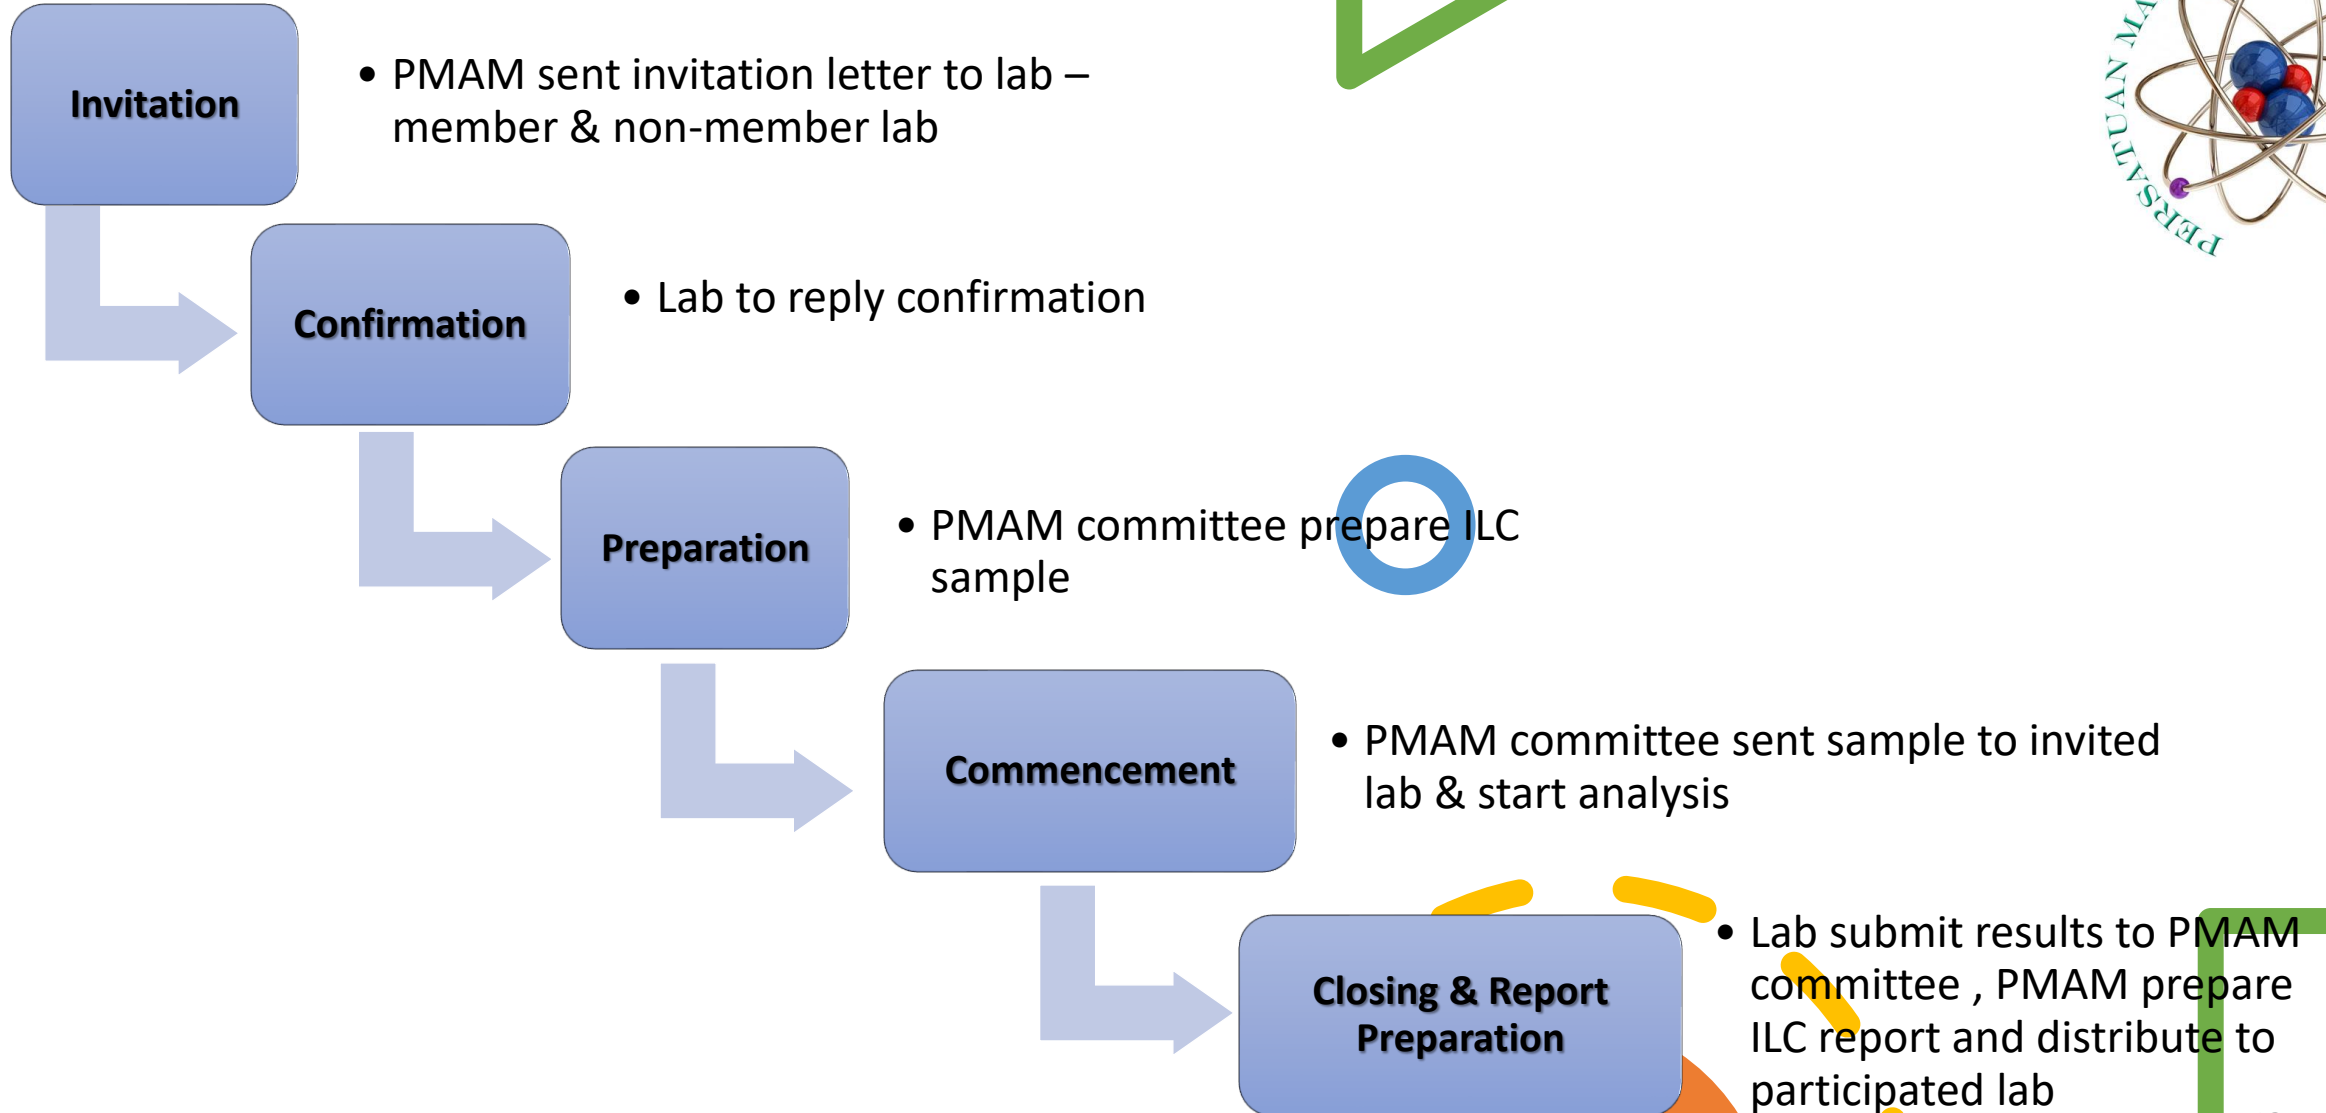 Invitation
• PMAM sent invitation letter to lab –
member & non-member lab
PERSATUAN
Confirmation
• Lab to reply confirmation
Preparation
• PMAM committee prepare ILC
sample
Commencement
• PMAM committee sent sample to invited
lab & start analysis
Closing & Report
Preparation
• Lab submit results to PMAM
committee , PMAM prepare
ILC report and distribute to
participated lab